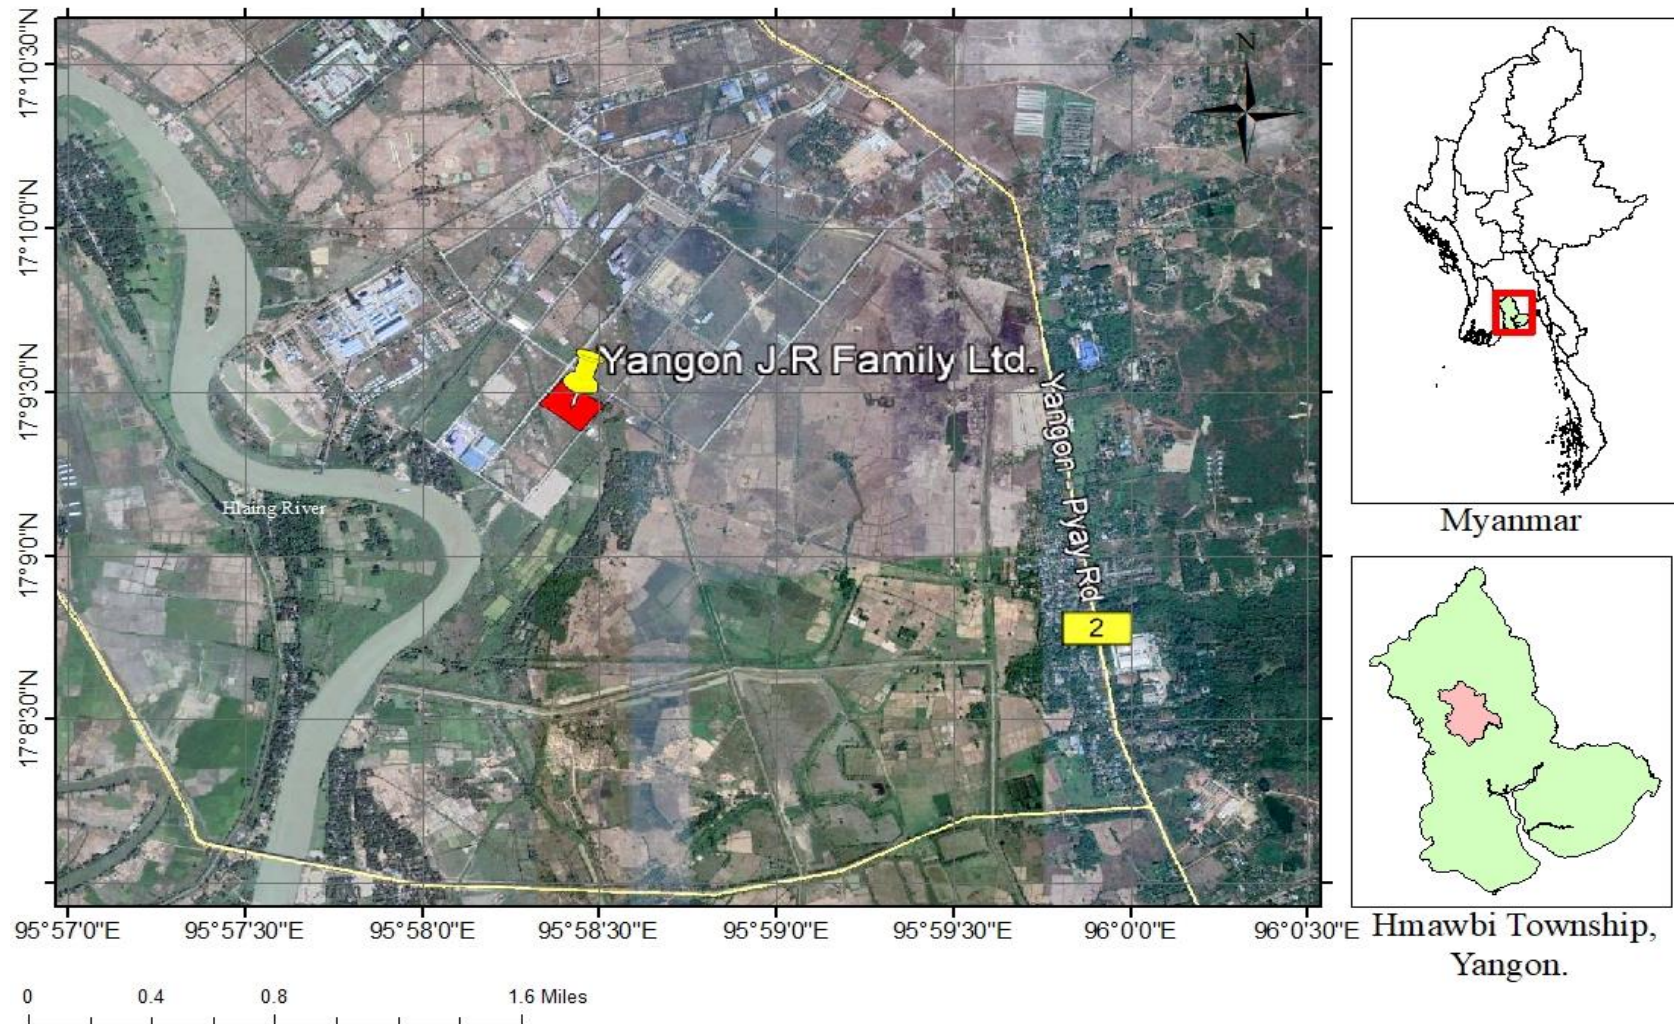 17°10'30"N
17°10'0"N
17°9'30"N
17°9'0"N
17°8'30"N
N
Yangon J.R Family Ltd.
Yangon - Pyay Rd
2
Hlaing River
95°57'0"E
95°57'30"E
95°58'0"E
95°58'30"E
95°59'0"E
95°59'30"E
96°0'0"E
96°0'30"E
0 0.4 0.8 1.6 Miles
Myanmar
Hmawbi Township,
Yangon.